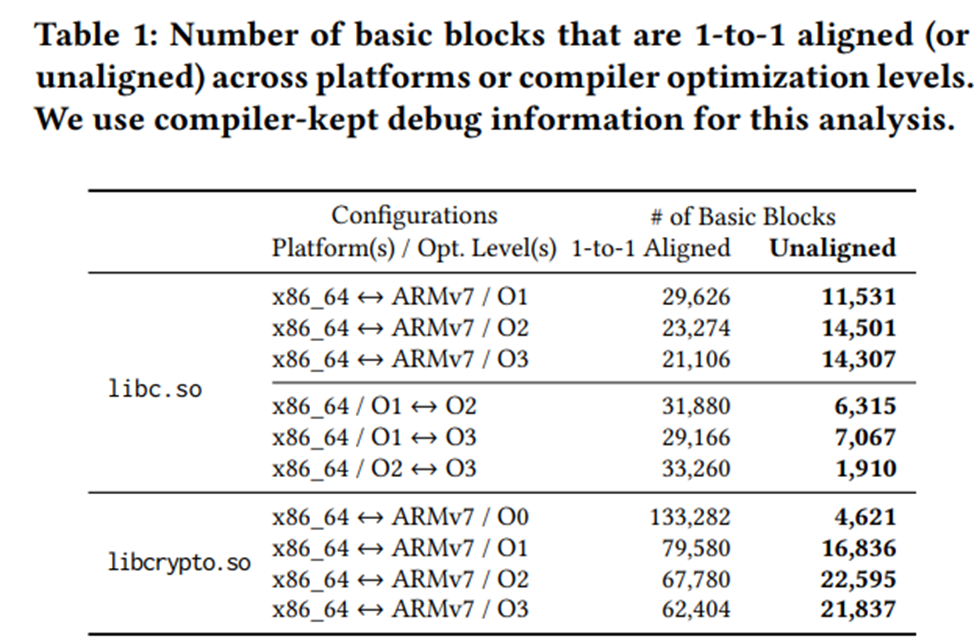 Table 1: Number of basic blocks that are 1-to-1 aligned (or
unaligned) across platforms or compiler optimization levels.
We use compiler-kept debug information for this analysis.
Configurations # of Basic Blocks
Platform(s) / Opt. Level(s) 1-to-1 Aligned Unaligned
x86_64 ↔ ARMv7 / O1 29,626 11,531
x86_64 ↔ ARMv7 / O2 23,274 14,501
x86_64 ↔ ARMv7 / O3 21,106 14,307
libc.so
x86_64 / O1 ↔ O2 31,880 6,315
x86_64 / O1 ↔ O3 29,166 7,067
x86_64 / O2 ↔ O3 33,260 1,910
x86_64 ↔ ARMv7 / O0 133,282 4,621
x86_64 ↔ ARMv7 / O1 79,580 16,836
libcrypto.so
x86_64 ↔ ARMv7 / O2 67,780 22,595
x86_64 ↔ ARMv7 / O3 62,404 21,837